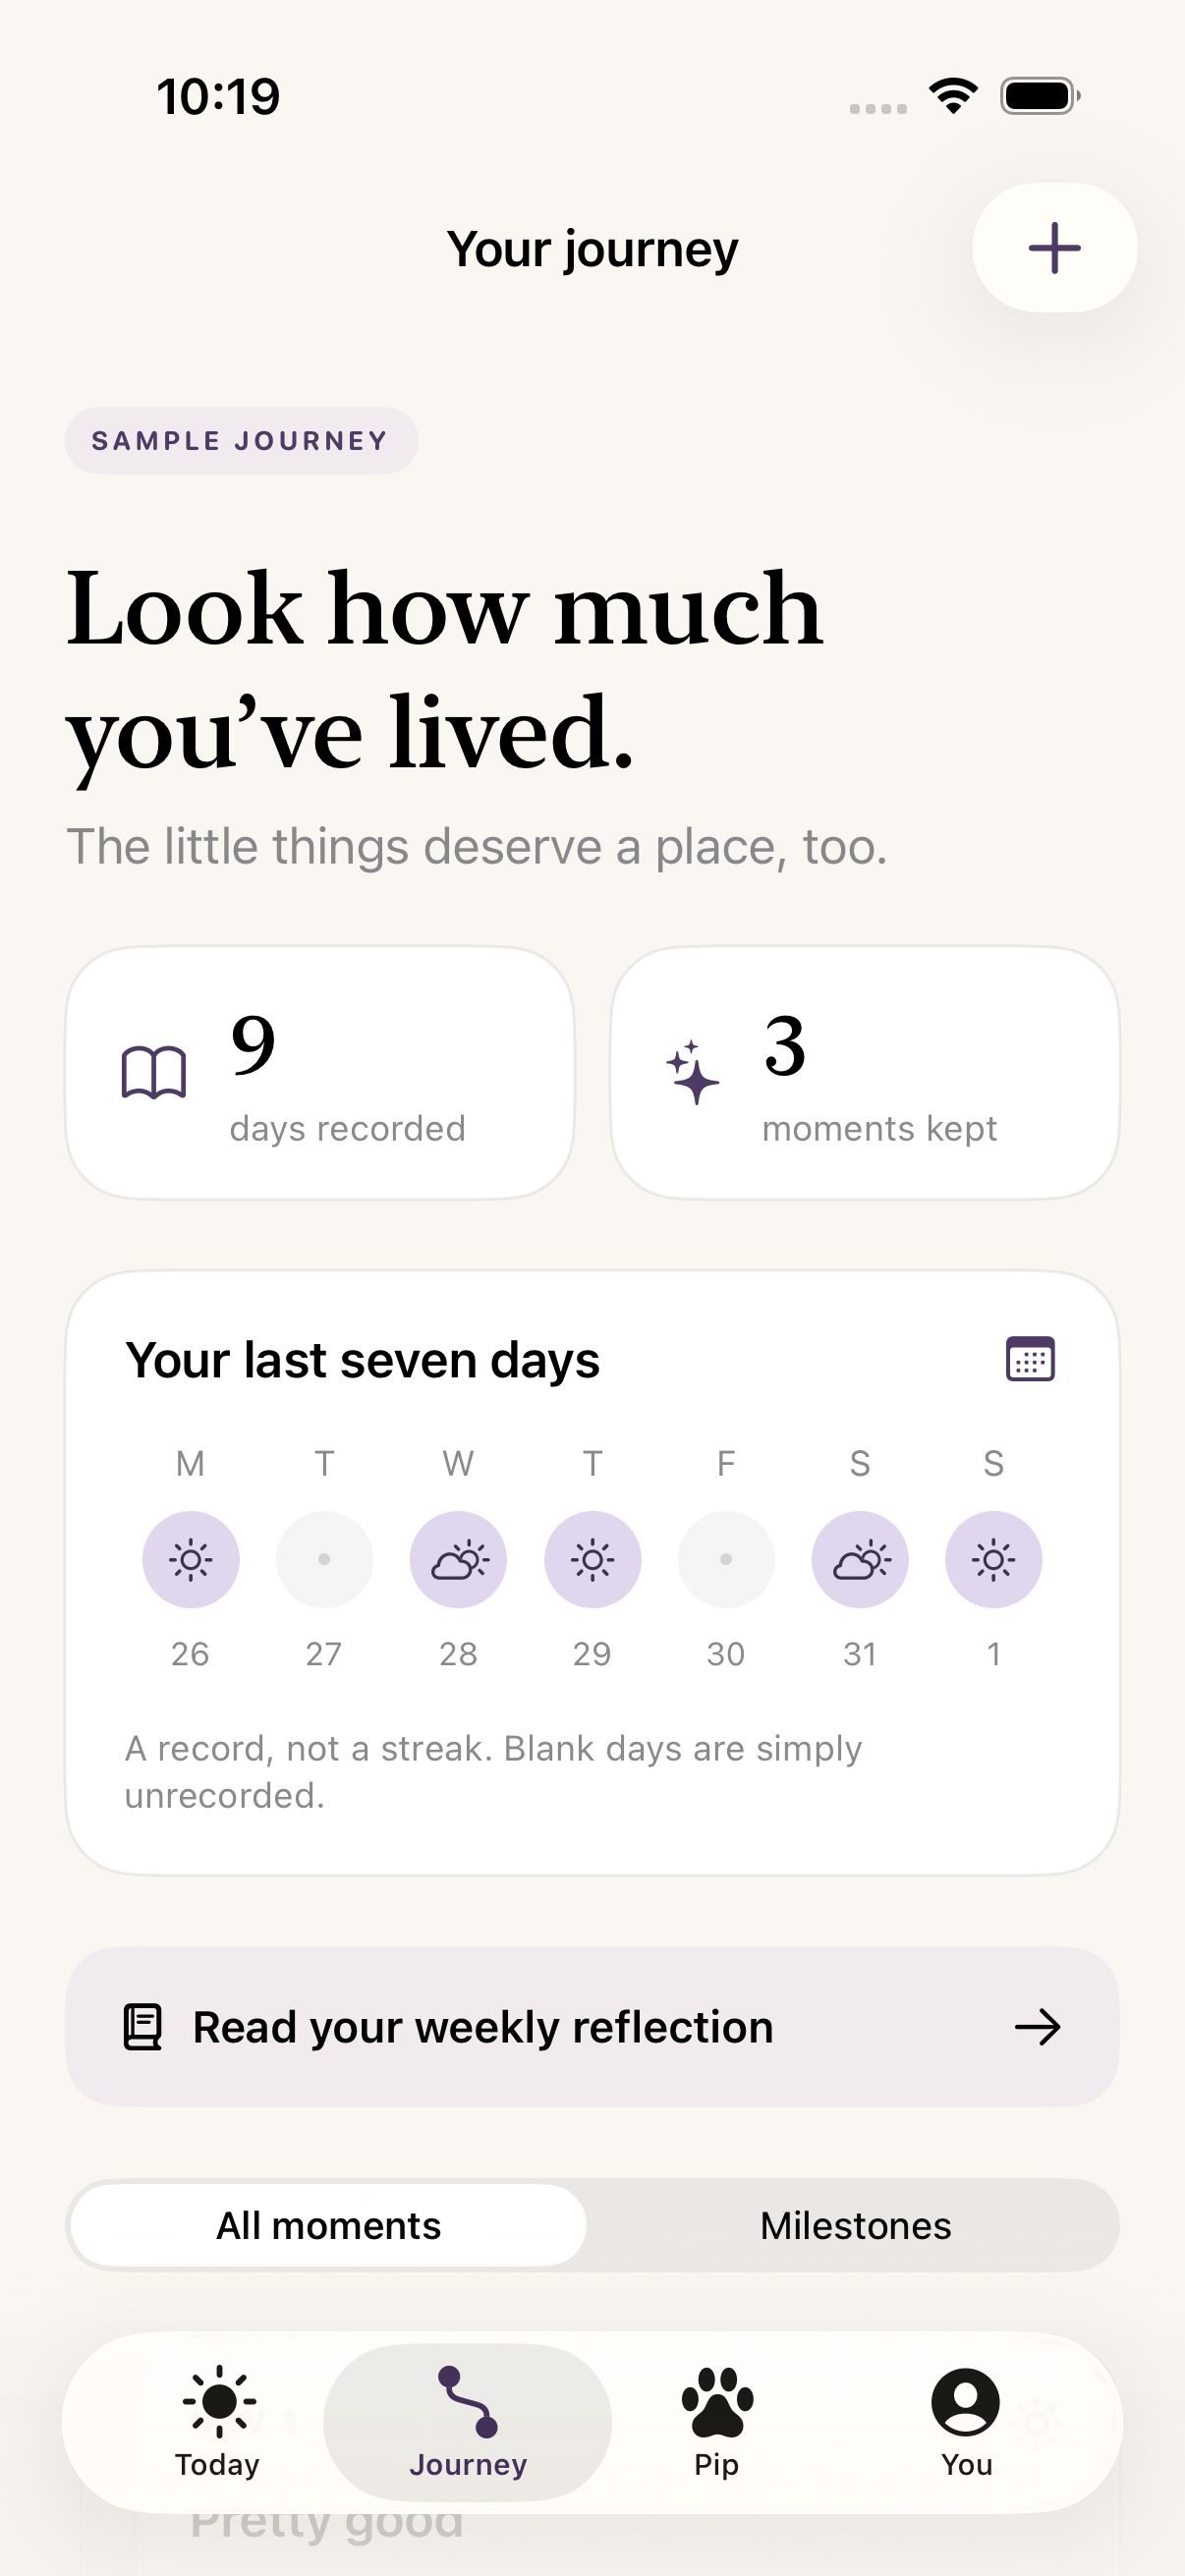 10:19
Your journey
SAMPLE JOURNEY
Look how much
you’ve lived.
The little things deserve a place, too.
9
days recorded
3
moments kept
Your last seven days
M T W T F S S
26 27 28 29 30 31 1
A record, not a streak. Blank days are simply
unrecorded.
Read your weekly reflection
All moments
Milestones
Today
Journey
Pip
You
Pretty good